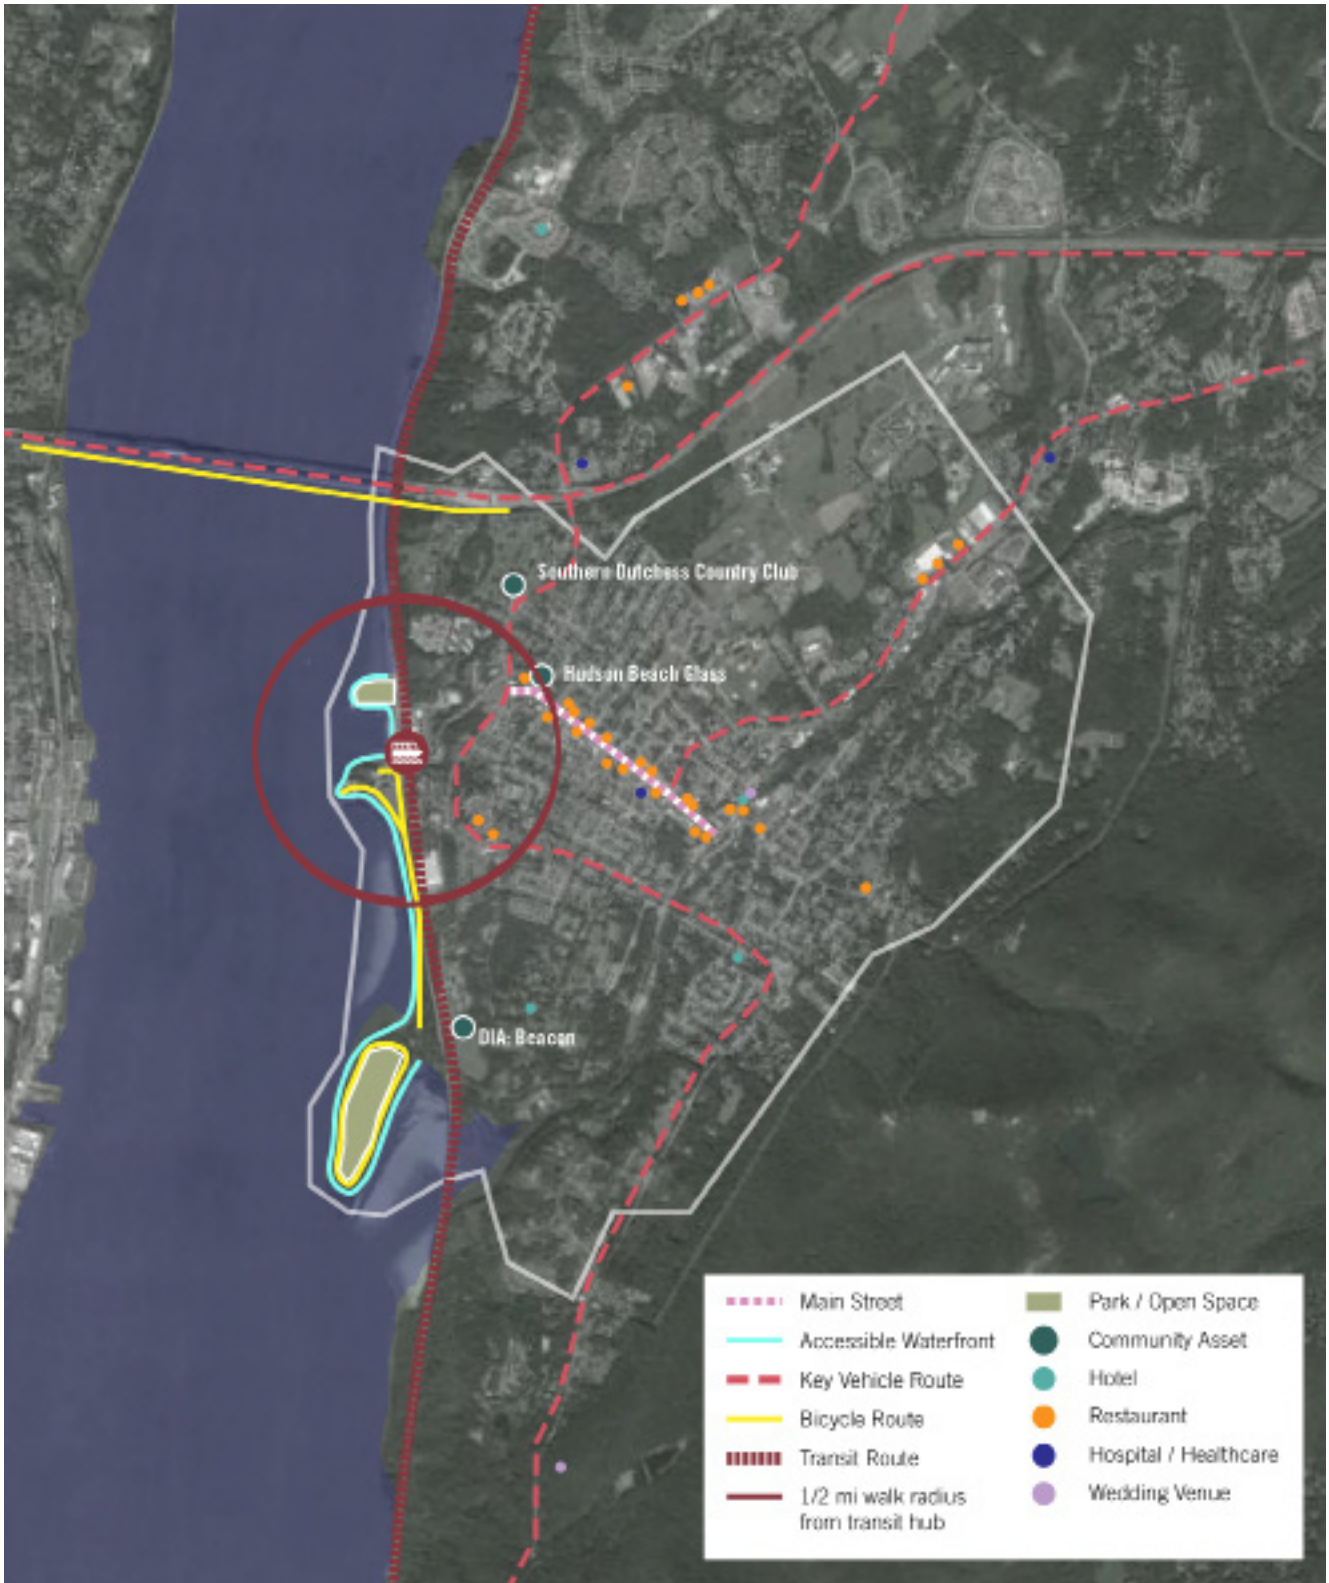 Southern Dutchess Country Club
Hudson Beach Glass
DIA: Beacon
Main Street
Accessible Waterfront
Key Vehicle Route
Bicycle Route
Transit Route
1/2 mi walk radius
from transit hub
Park / Open Space
Community Asset
Hotel
Restaurant
Hospital / Healthcare
Wedding Venue